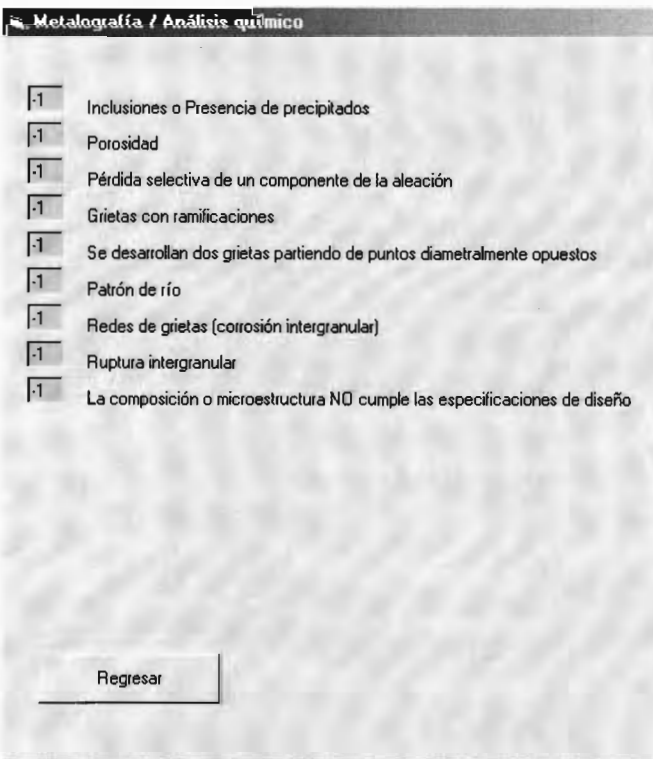 Metalografía / Análisis químico
-1 Inclusiones o Presencia de precipitados
-1 Porosidad
-1 Pérdida selectiva de un componente de la aleación
-1 Grietas con ramificaciones
-1 Se desarrollan dos grietas partiendo de puntos diametralmente opuestos
-1 Patrón de río
-1 Redes de grietas (corrosión intergranular)
-1 Ruptura intergranular
-1 La composición o microestructura NO cumple las especificaciones de diseño
Regresar